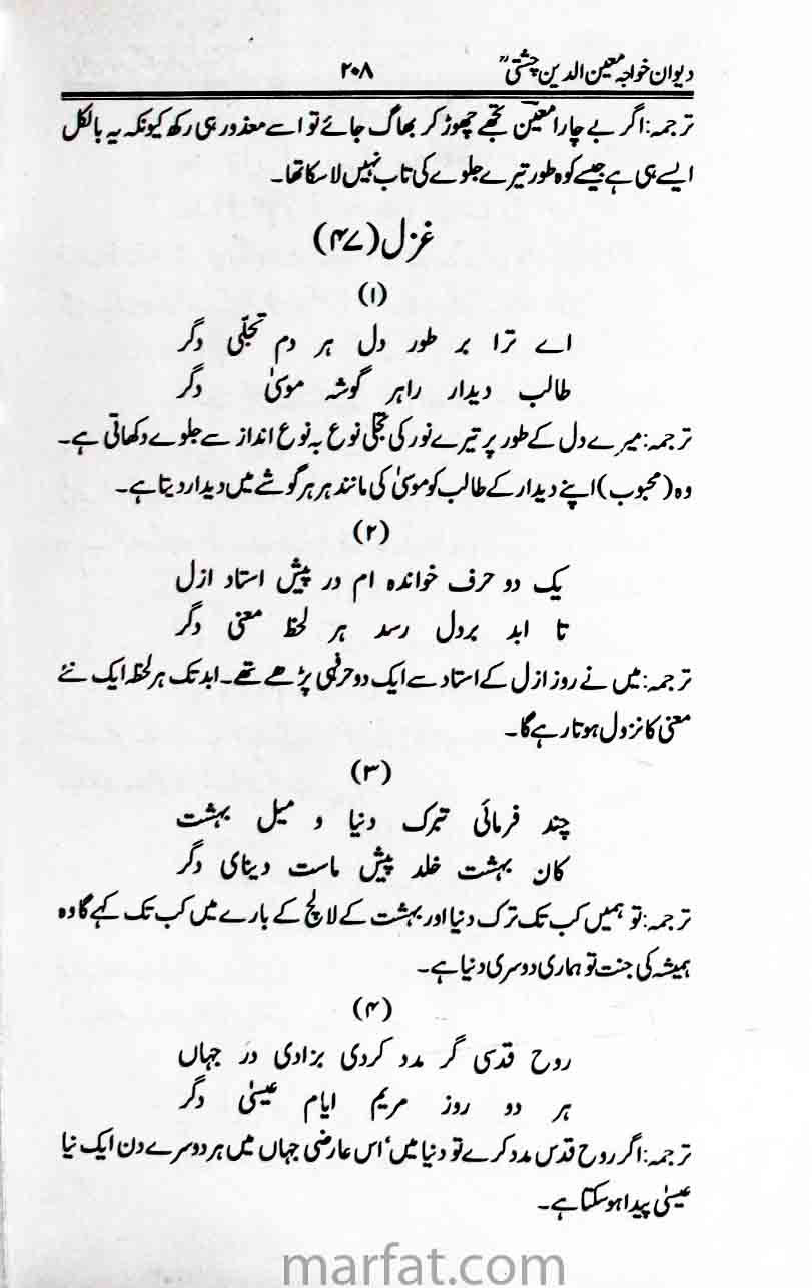 دیوان خواجہ معین الدین چشتیؒ ۲۰۸
ترجمہ: اگر بے چارا معینؔ تجھے چھوڑ کر بھاگ جائے تو اسے معذور ہی رکھ کیونکہ یہ بالکل
ایسے ہی ہے جیسے کوہ طور تیرے جلوے کی تاب نہیں لا سکا تھا۔
غزل (۴۷)
(۱)
اے ترا بر طور دل ہر دم تجلّی دگر
طالب دیدار راہر گوشہ موسیٰ دگر
ترجمہ: میرے دل کے طور پر تیرے نور کی تجلی نوع بہ نوع انداز سے جلوے دکھاتی ہے۔
وہ (محبوب) اپنے دیدار کے طالب کو موسیٰ کی مانند ہر ہر گوشے میں دیدار دیتا ہے۔
(۲)
یک دو حرف خواندہ ام در پیش استاد ازل
تا ابد بردل رسد ہر لحظ معنی دگر
ترجمہ: میں نے روز ازل کے استاد سے ایک دو حرف ہی پڑھے تھے۔ ابد تک ہر لحظہ ایک نئے
معنی کا نزول ہوتا رہے گا۔
(۳)
چند فرمائی تبرک دنیا و میل بہشت
کان بہشت خلد پیش ماست دینای دگر
ترجمہ: تو ہمیں کب تک ترک دنیا اور بہشت کے لالچ کے بارے میں کب تک کہے گا وہ
ہمیشہ کی جنت تو ہماری دوسری دنیا ہے۔
(۴)
روح قدسی گر مدد کردی بزادی در جہاں
ہر دو روز مریم ایام عیسیٰ دگر
ترجمہ: اگر روح قدس مدد کرے تو دنیا میں، اس عارضی جہاں میں ہر دوسرے دن ایک نیا
عیسیٰ پیدا ہو سکتا ہے۔
marfat.com